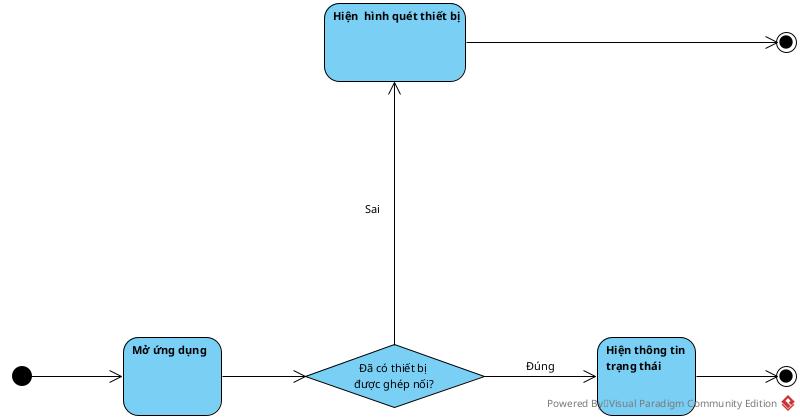 Hiện  hình quét thiết bị
Sai
Mở ứng dụng
Đã có thiết bị
được ghép nối?
Đúng
Hiện thông tin
trạng thái
Powered By Visual Paradigm Community Edition